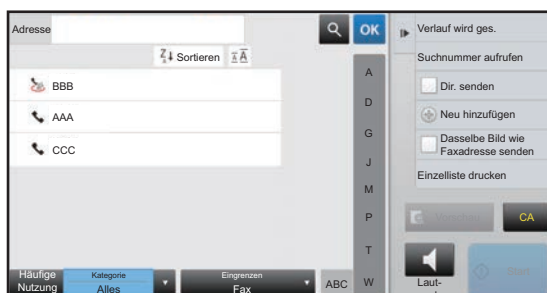 Adresse
OK
Sortieren
BBB
AAA
CCC
A
D
G
J
M
P
T
W
Häufige
Nutzung
Kategorie
Alles
Eingrenzen
Fax
ABC
Verlauf wird ges.
Suchnummer aufrufen
Dir. senden
Neu hinzufügen
Dasselbe Bild wie
Faxadresse senden
Einzelliste drucken
CA
Laut-
Start